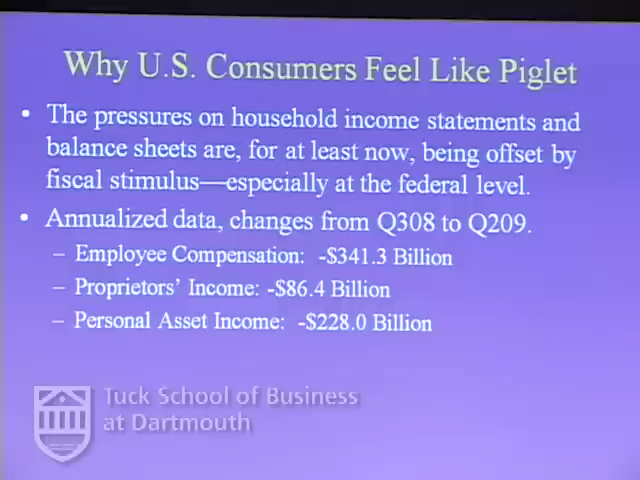 Why U.S. Consumers Feel Like Piglet
• The pressures on household income statements and
balance sheets are, for at least now, being offset by
fiscal stimulus—especially at the federal level.
• Annualized data, changes from Q308 to Q209.
– Employee Compensation: -$341.3 Billion
– Proprietors’ Income: -$86.4 Billion
– Personal Asset Income: -$228.0 Billion
Tuck School of Business
at Dartmouth